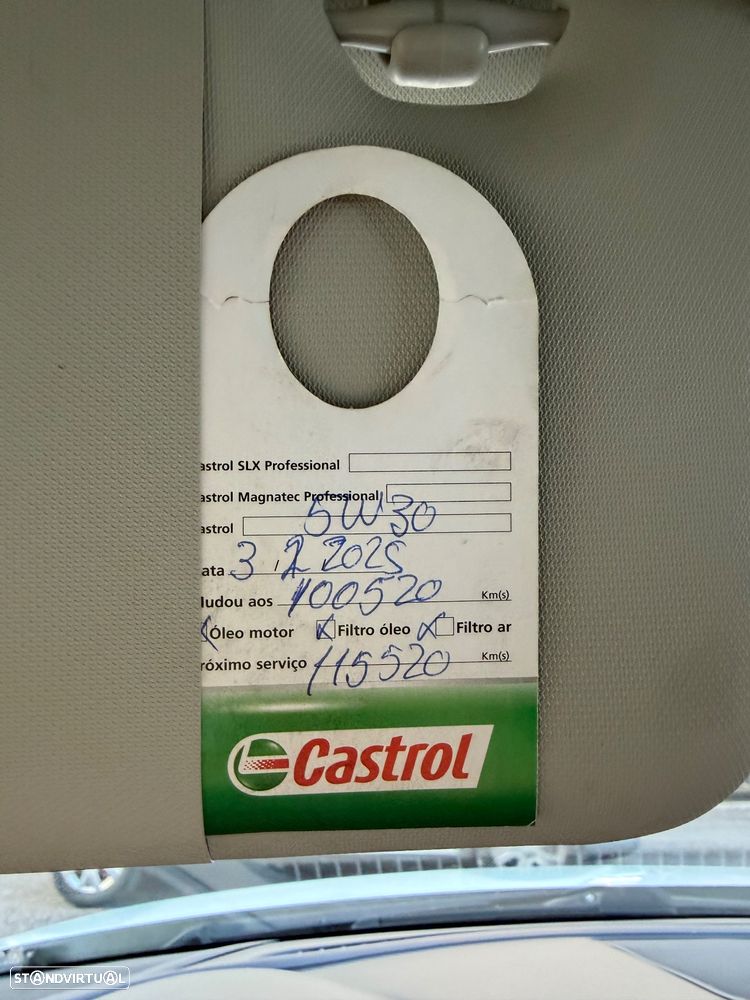 astrol SLX Professional
astrol Magnatec Professional
astrol 5W30
ata 3 / 2 2025
udou aos 100520 Km(s)
Óleo motor Filtro óleo Filtro ar
róximo serviço 115520 Km(s)
Castrol
STANDVIRTUAL